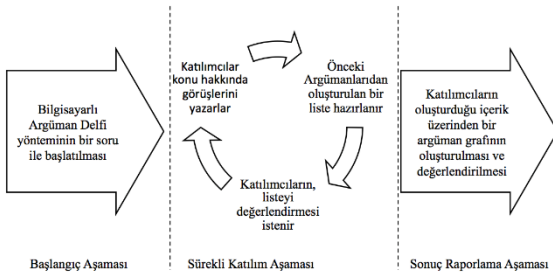 Bilgisayarlı
Argüman Delfi
yönteminin bir soru
ile başlatılması
Katılımcılar
konu hakkında
görüşlerini
yazarlar
Önceki
Argümanlarıdan
oluşturulan bir
liste hazırlanır
Katılımcıların,
listeyi
değerlendirmesi
istenir
Katılımcıların
oluşturduğu içerik
üzerinden bir
argüman grafının
oluşturulması ve
değerlendirilmesi
Başlangıç Aşaması
Sürekli Katılım Aşaması
Sonuç Raporlama Aşaması